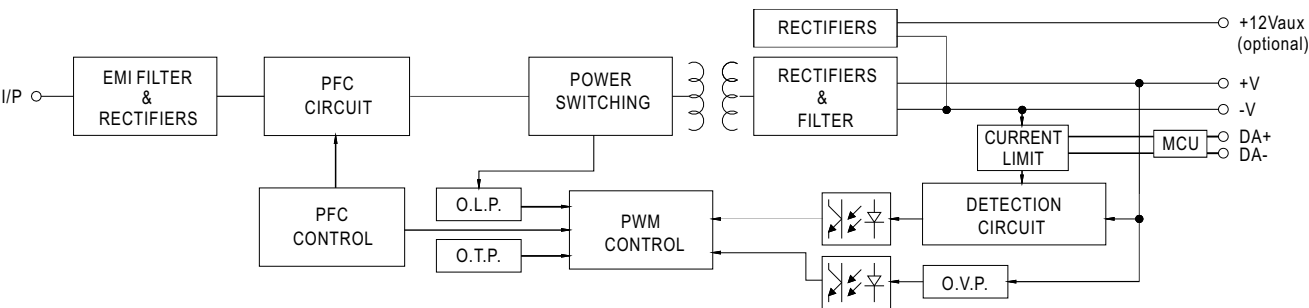 RECTIFIERS
+12Vaux
(optional)
I/P
EMI FILTER
&
RECTIFIERS
PFC
CIRCUIT
POWER
SWITCHING
RECTIFIERS
&
FILTER
+V
-V
CURRENT
LIMIT
MCU
DA+
DA-
PFC
CONTROL
O.L.P.
O.T.P.
PWM
CONTROL
DETECTION
CIRCUIT
O.V.P.